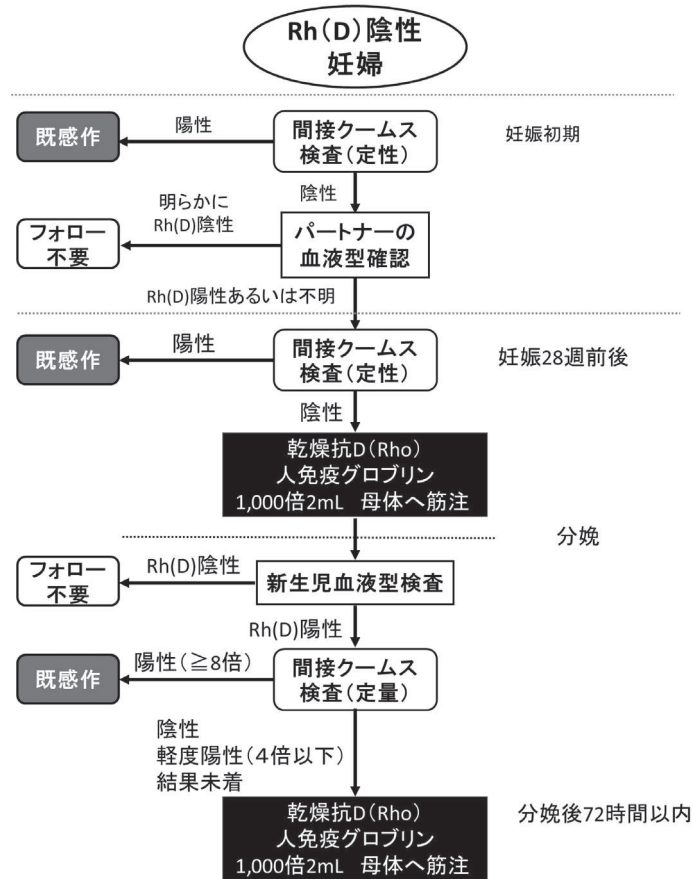 Rh(D)陰性
妊婦
既感作
陽性
間接クームス
検査(定性)
妊娠初期
陰性
明らかに
Rh(D)陰性
フォロー
不要
パートナーの
血液型確認
Rh(D)陽性あるいは不明
既感作
陽性
間接クームス
検査(定性)
妊娠28週前後
陰性
乾燥抗D(Rho)
人免疫グロブリン
1,000倍2mL 母体へ筋注
分娩
フォロー
不要
Rh(D)陰性
新生児血液型検査
Rh(D)陽性
既感作
陽性(≧8倍)
間接クームス
検査(定量)
陰性
軽度陽性(4倍以下)
結果未着
乾燥抗D(Rho)
人免疫グロブリン
1,000倍2mL 母体へ筋注
分娩後72時間以内